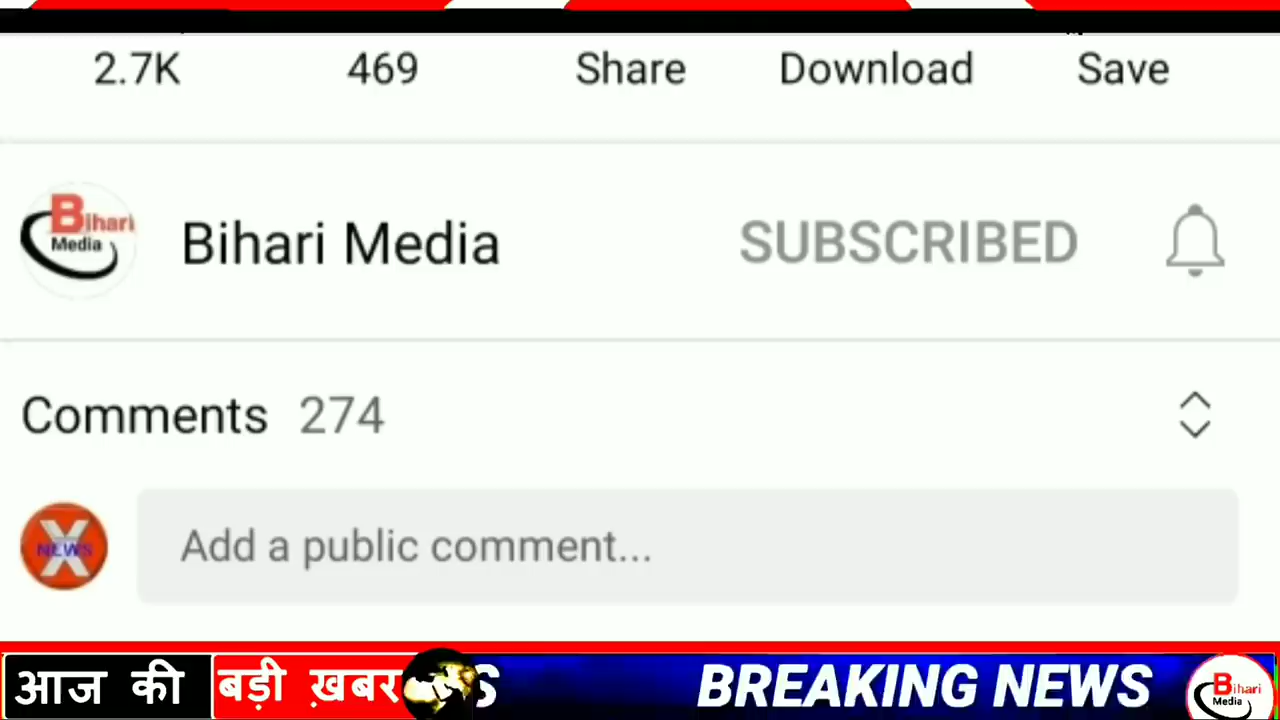 2.7K 469 Share Download Save
Bihari Media
Bihari Media SUBSCRIBED
Comments 274
X NEWS
Add a public comment...
आज की बड़ी ख़बर S BREAKING NEWS
Bihari Media